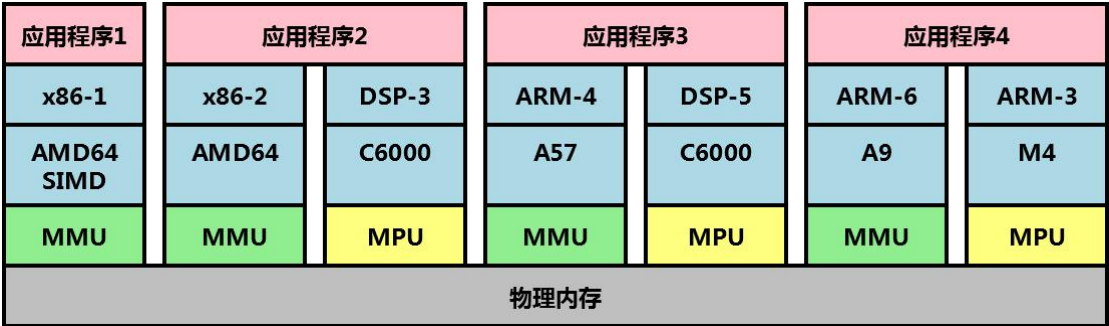 应用程序1 应用程序2 应用程序3 应用程序4
x86-1 x86-2 DSP-3 ARM-4 DSP-5 ARM-6 ARM-3
AMD64 AMD64 C6000 A57 C6000 A9 M4
SIMD
MMU MMU MPU MMU MPU MMU MPU
物理内存